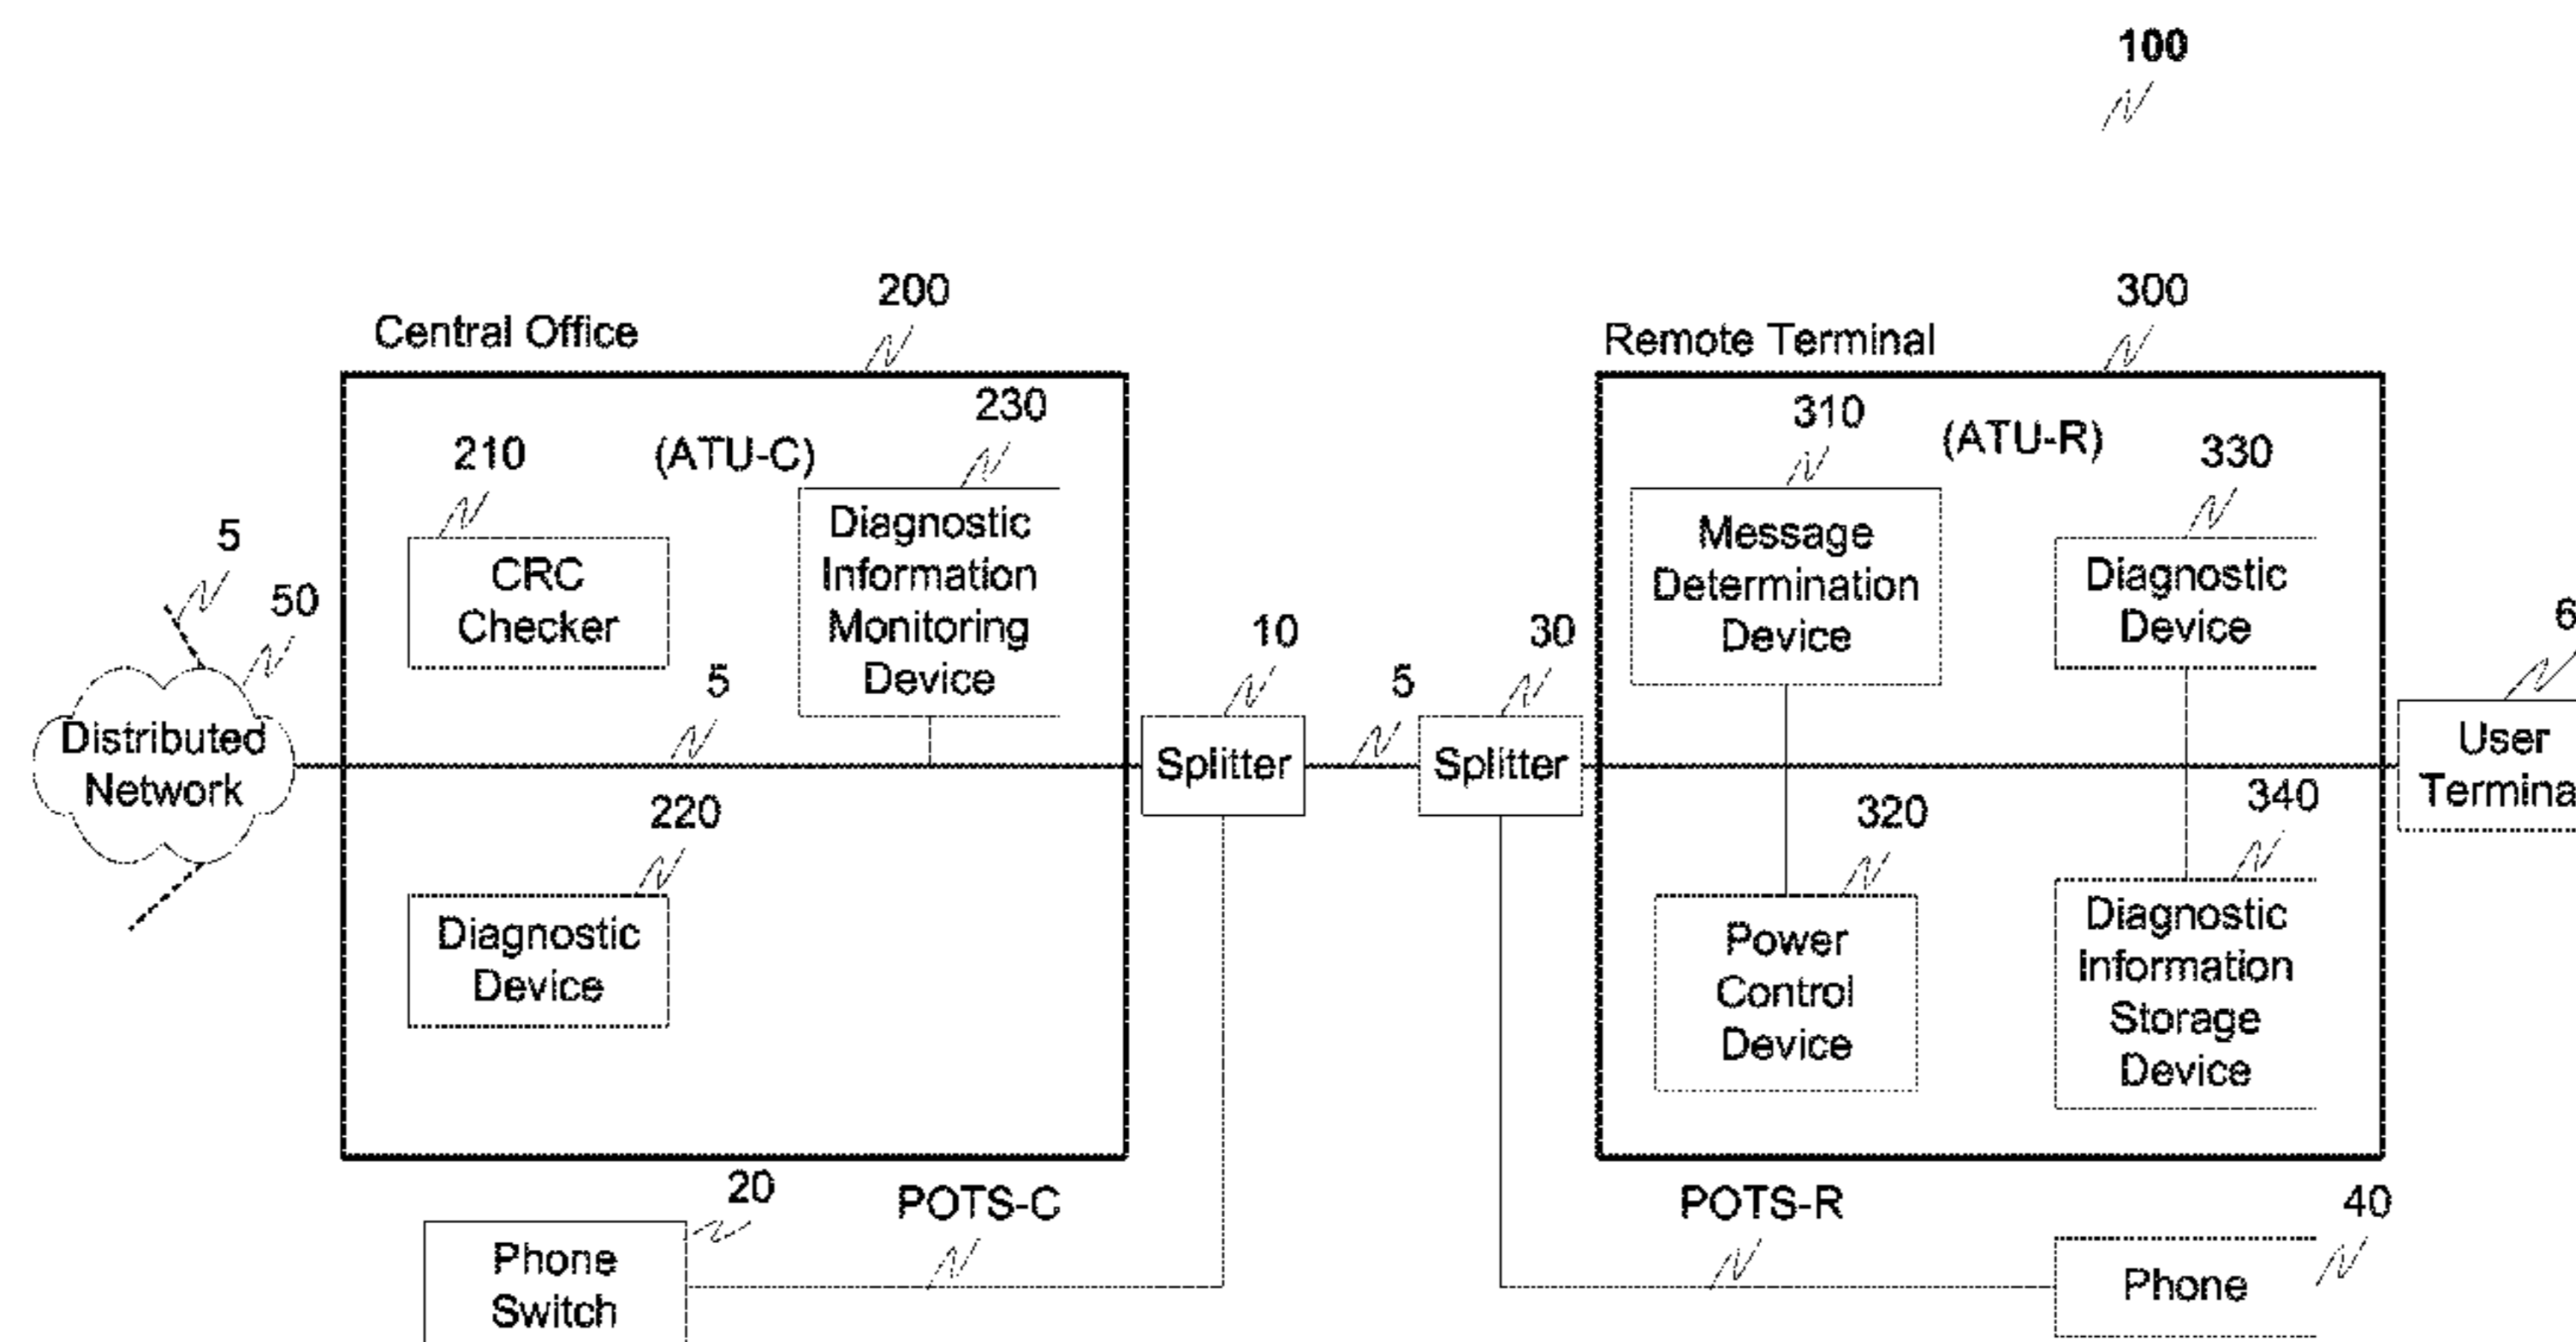 100
200
Central Office
300
Remote Terminal
230
210
(ATU-C)
310
(ATU-R)
330
5
50
CRC
Checker
Diagnostic
Information
Monitoring
Device
Message
Determination
Device
Diagnostic
Device
5
10
5
30
6
Distributed
Network
Splitter
Splitter
User
Termina
220
320
340
Diagnostic
Device
Power
Control
Device
Diagnostic
Information
Storage
Device
20
POTS-C
POTS-R
40
Phone
Switch
Phone